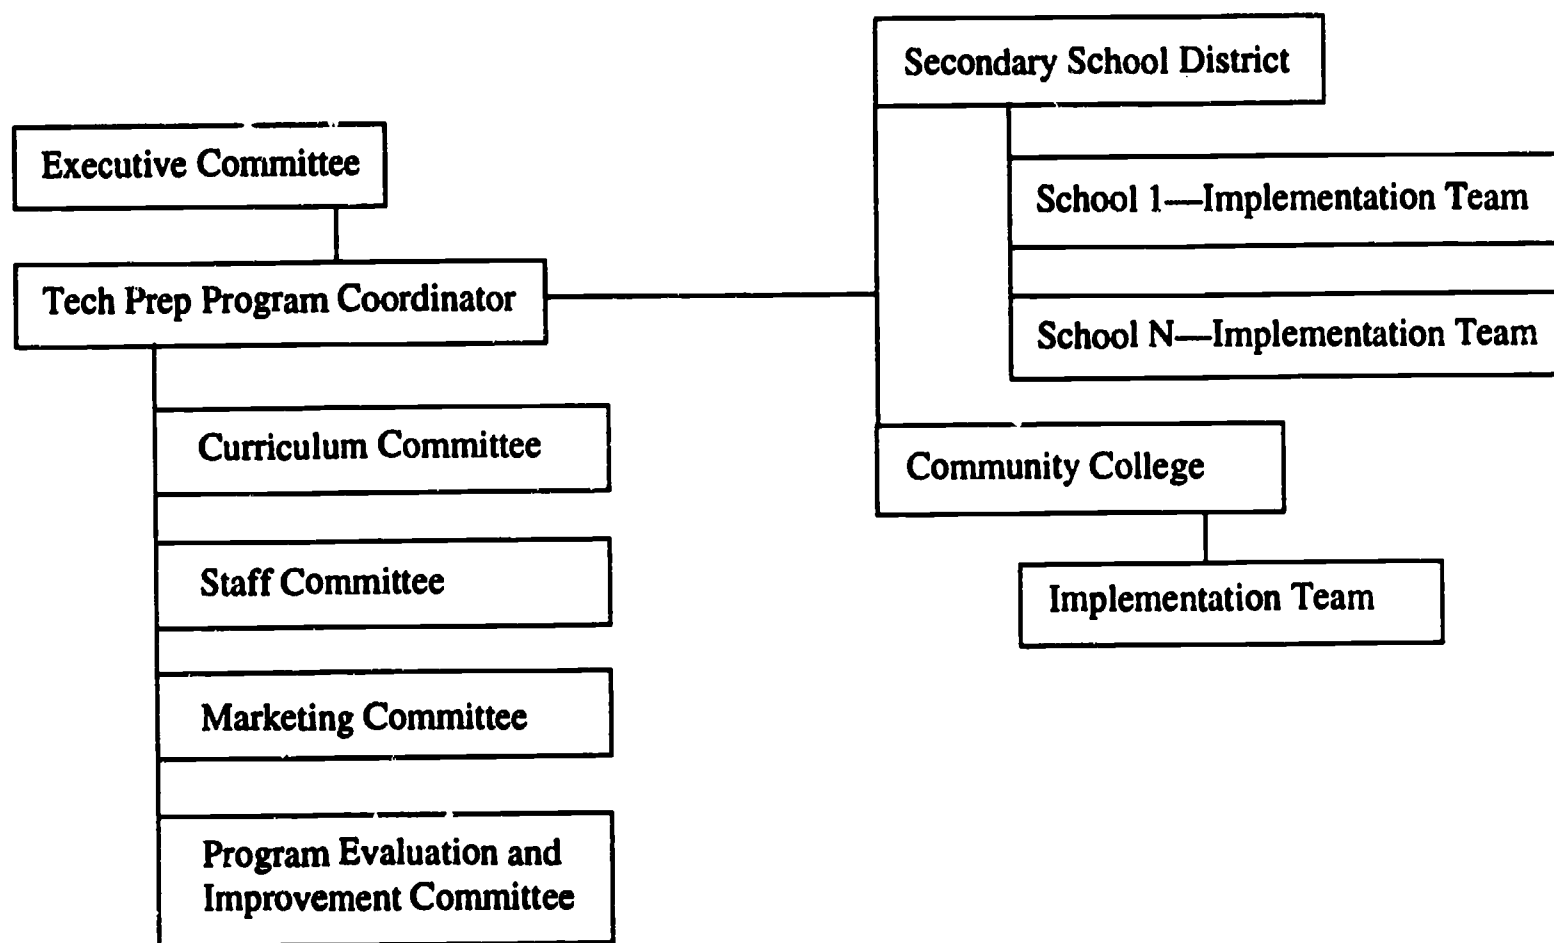 Secondary School District
Executive Committee
School 1—Implementation Team
Tech Prep Program Coordinator
School N—Implementation Team
Curriculum Committee
Community College
Staff Committee
Implementation Team
Marketing Committee
Program Evaluation and
Improvement Committee